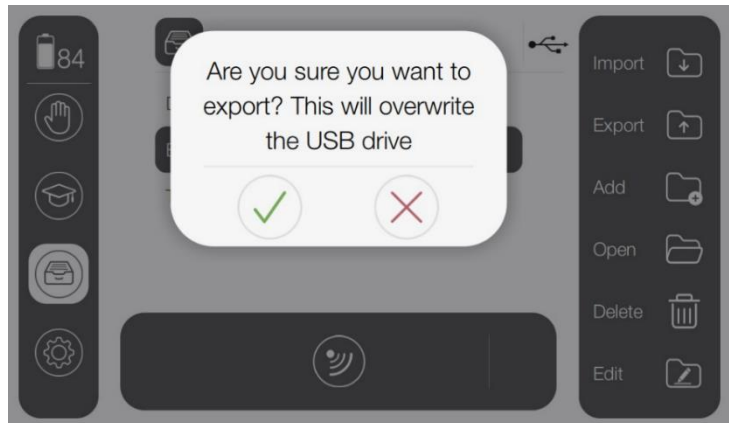 84
Are you sure you want to
export? This will overwrite
the USB drive
Import
Export
Add
Open
Delete
Edit